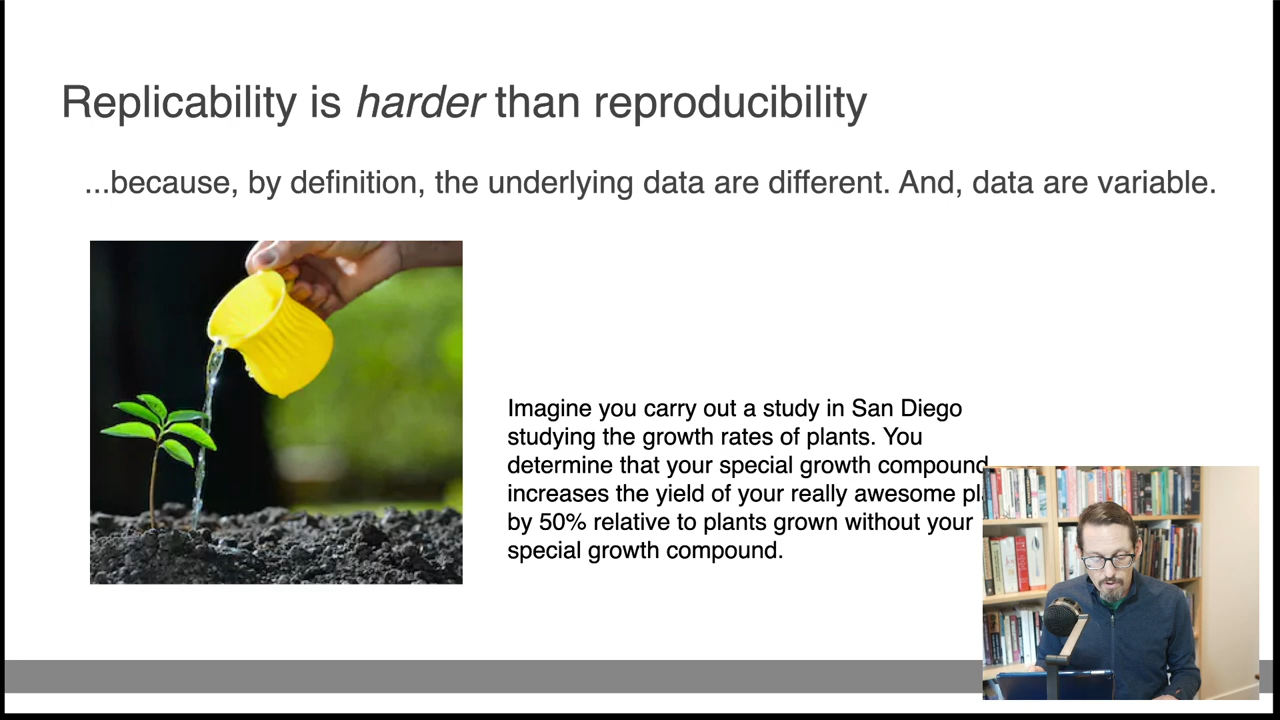 Replicability is harder than reproducibility
...because, by definition, the underlying data are different. And, data are variable.
Imagine you carry out a study in San Diego
studying the growth rates of plants. You
determine that your special growth compound
increases the yield of your really awesome
by 50% relative to plants grown without your
special growth compound.